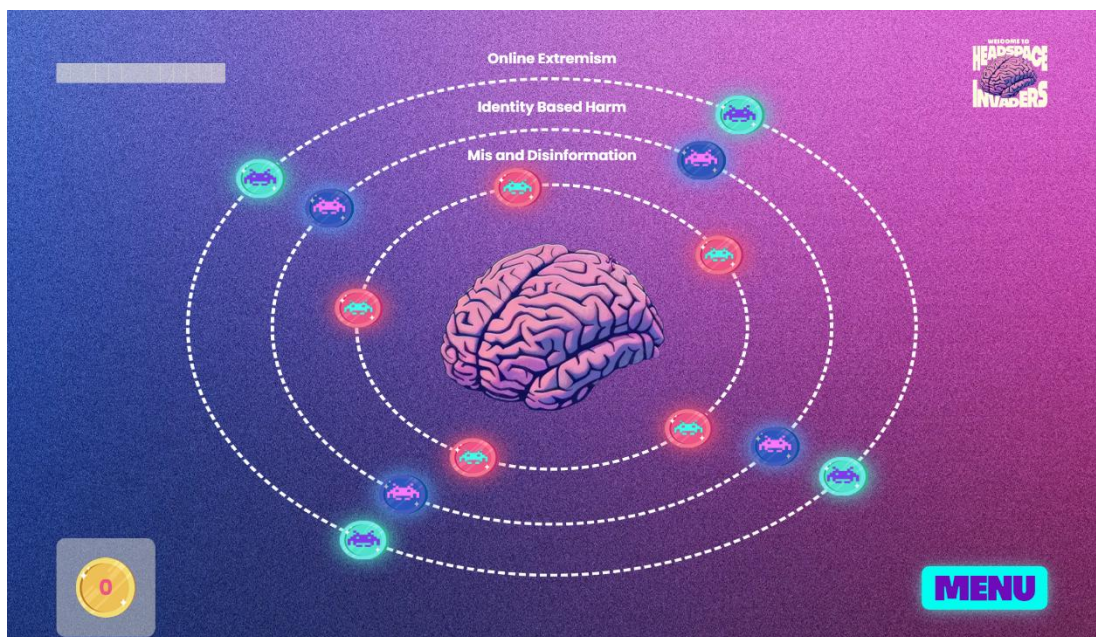 Online Extremism
WELCOME TO
HEADSPACE
INVADERS
Identity Based Harm
Mis and Disinformation
0
MENU